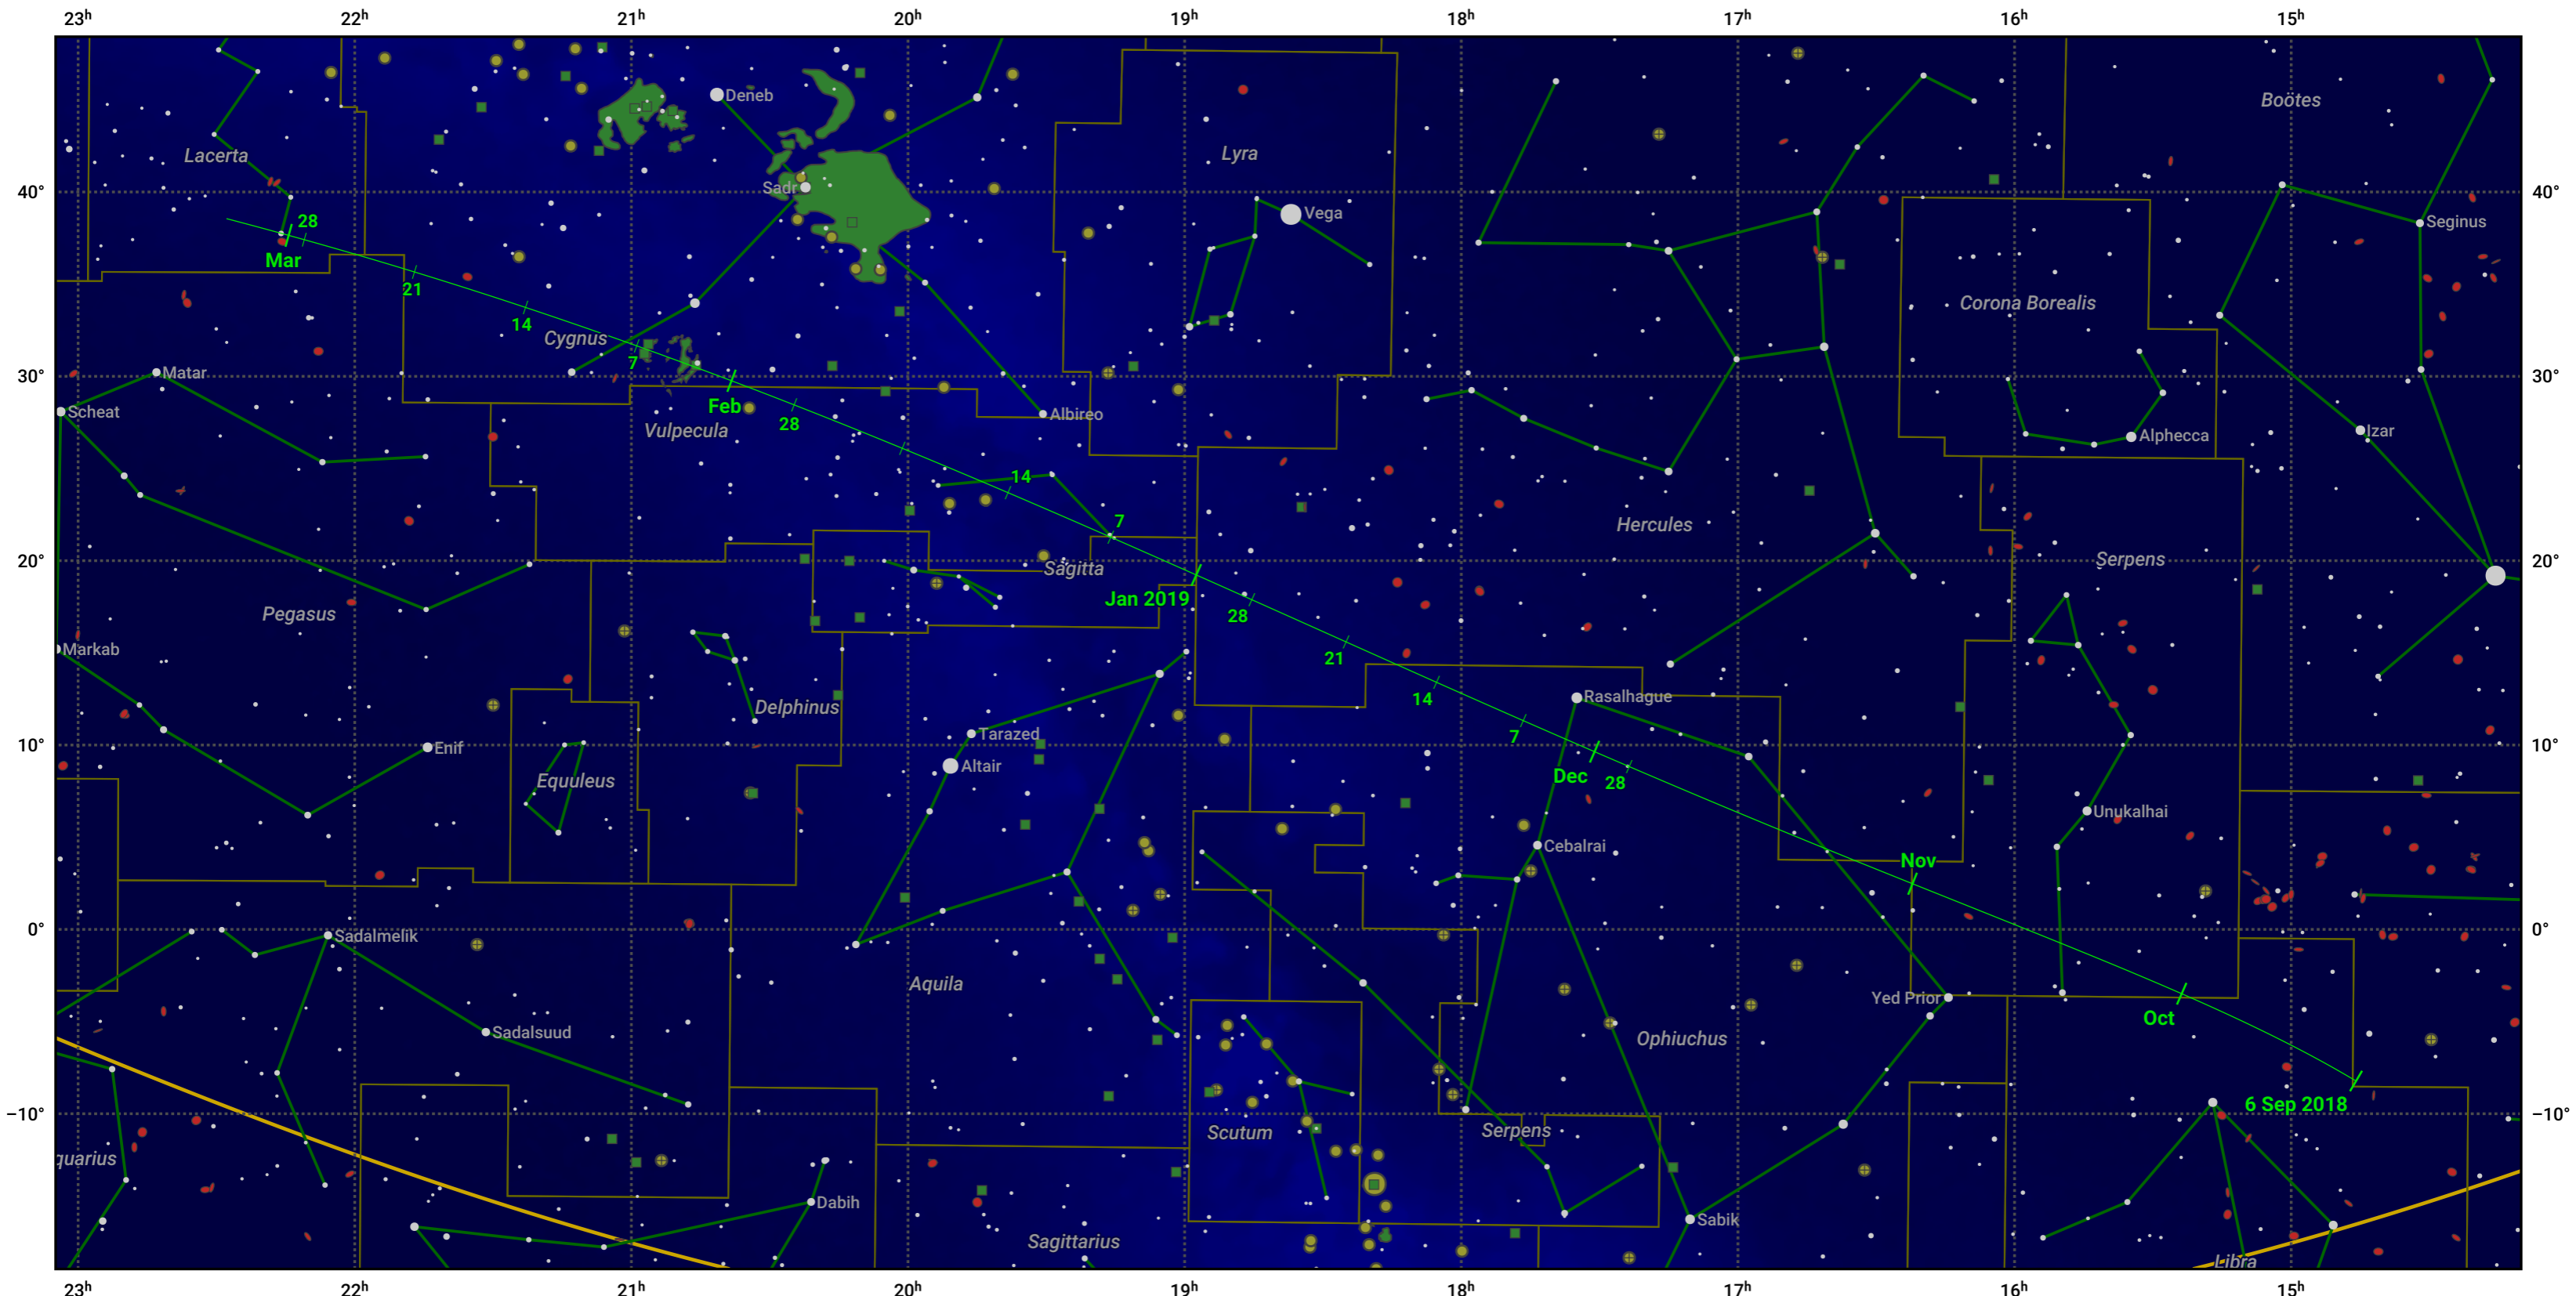 23h 22h 21h 20h 19h 18h 17h 16h 15h
Deneb
Boötes
Lacerta
Lyra
40° 40°
Sadr
Vega
28
Seginus
Mar
21
Corona Borealis
14
Cygnus
7
30° 30°
Matar
Feb
Scheat
Albireo
28
Vulpecula
Izar
Alphecca
14
7
Hercules
20° 20°
Serpens
Sagitta
Jan 2019
Pegasus
28
Markab
21
Rasalhague
14
Delphinus
Tarazed
7
10° 10°
Enif
Altair
Dec
28
Equuleus
Unukalhai
Cebalrai
Nov
0° 0°
Sadalmelik
Aquila
Yed Prior
Oct
Sadalsuud
Ophiuchus
6 Sep 2018
−10° −10°
Scutum
Serpens
quarius
Dabih
Sabik
Sagittarius
Libra
23h 22h 21h 20h 19h 18h 17h 16h 15h